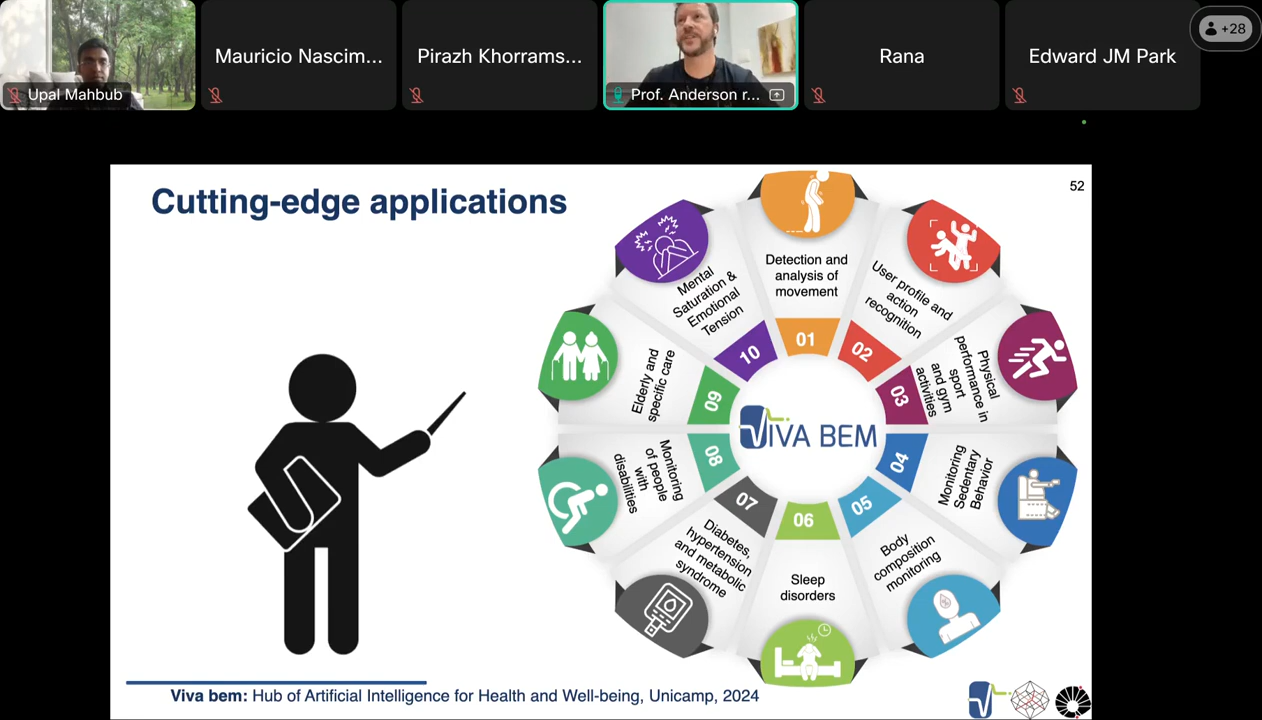 Upal Mahbub
Mauricio Nascim...
Pirazh Khorrams...
Prof. Anderson r...
Rana
Edward JM Park
+28
52
Cutting-edge applications
Detection and
analysis of
movement
01
User profile and
action
recognition
02
Physical
performance in
sport
and gym
activities
03
Monitoring
Sedentary
Behavior
04
Body
composition
monitoring
05
Sleep
disorders
06
Diabetes,
hypertension
and metabolic
syndrome
07
Monitoring
of people
with
disabilities
08
Elderly and
specific care
09
Mental
Saturation &
Emotional
Tension
10
VIVA BEM
Viva bem: Hub of Artificial Intelligence for Health and Well-being, Unicamp, 2024